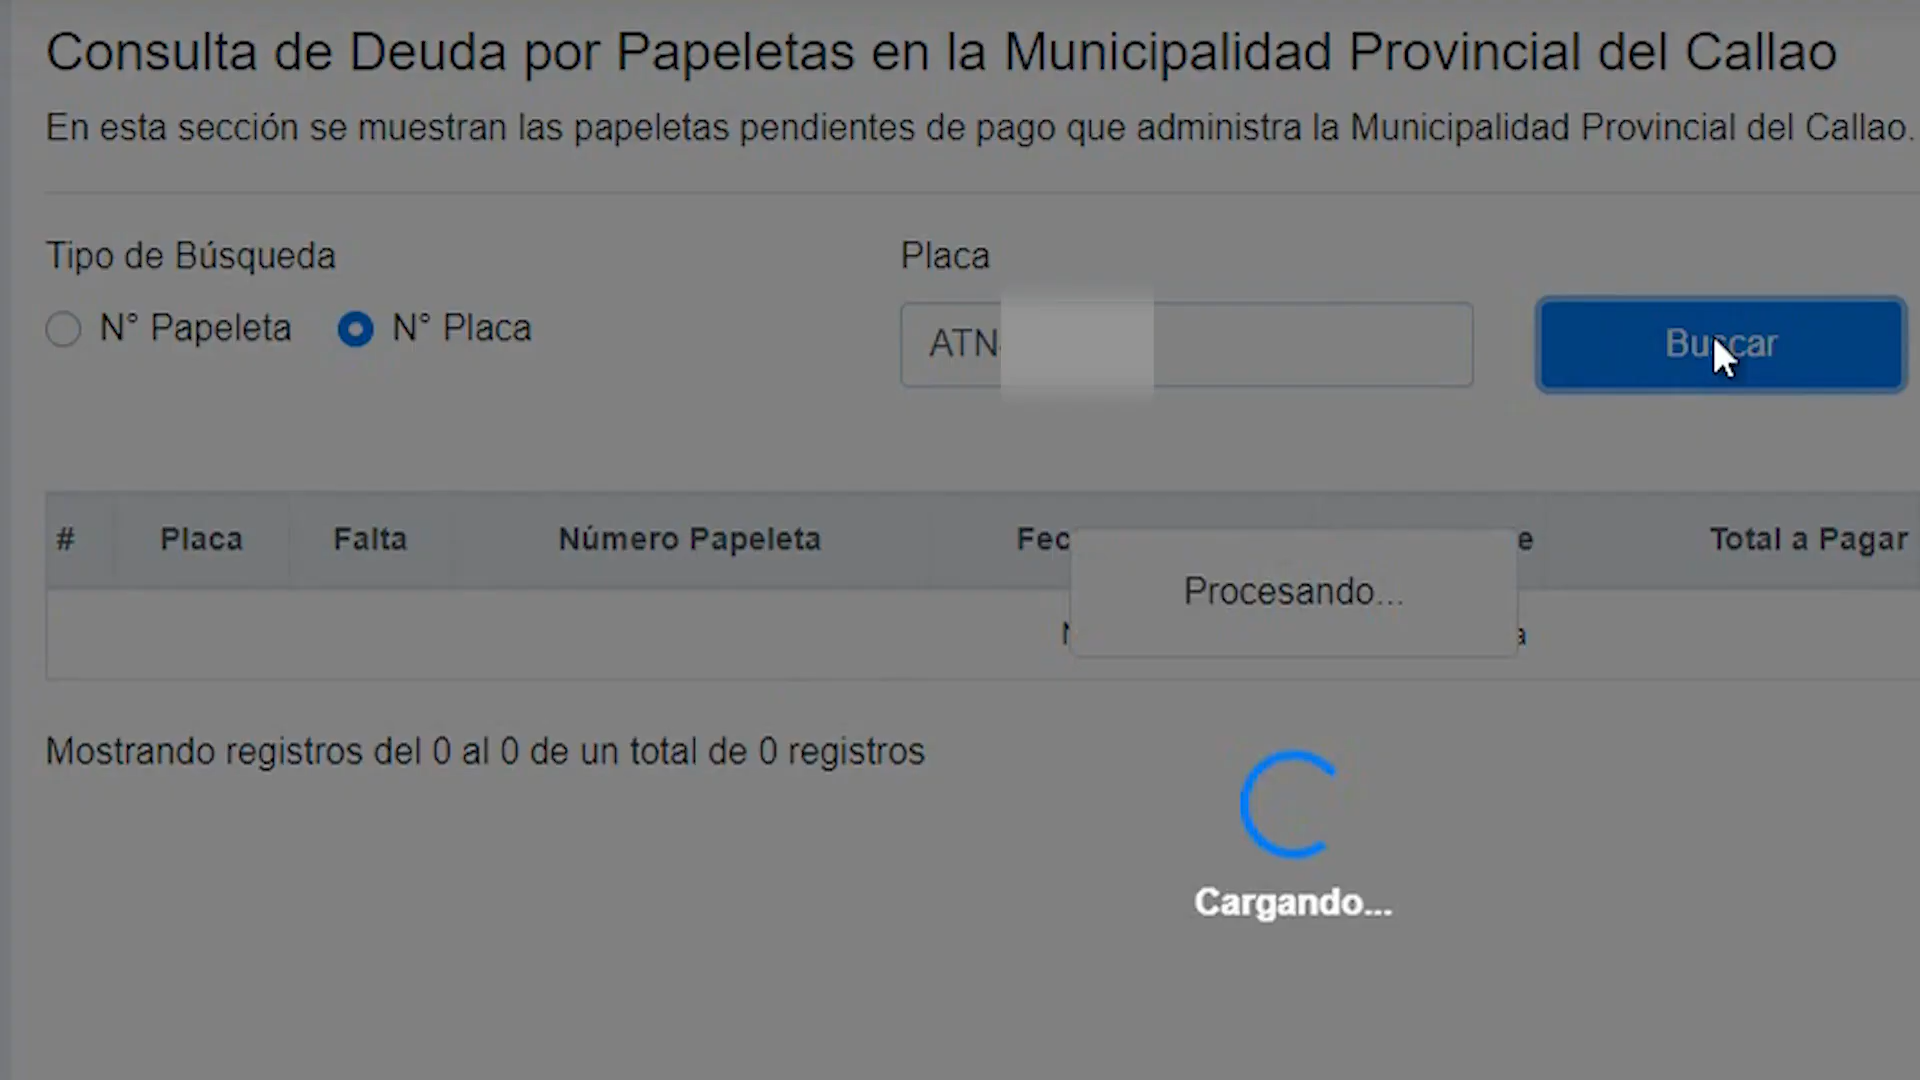 Consulta de Deuda por Papeletas en la Municipalidad Provincial del Callao
En esta sección se muestran las papeletas pendientes de pago que administra la Municipalidad Provincial del Callao.
Tipo de Búsqueda
Placa
N° Papeleta
N° Placa
ATN
Buscar
# Placa Falta Número Papeleta Total a Pagar
Procesando...
Mostrando registros del 0 al 0 de un total de 0 registros
Cargando...